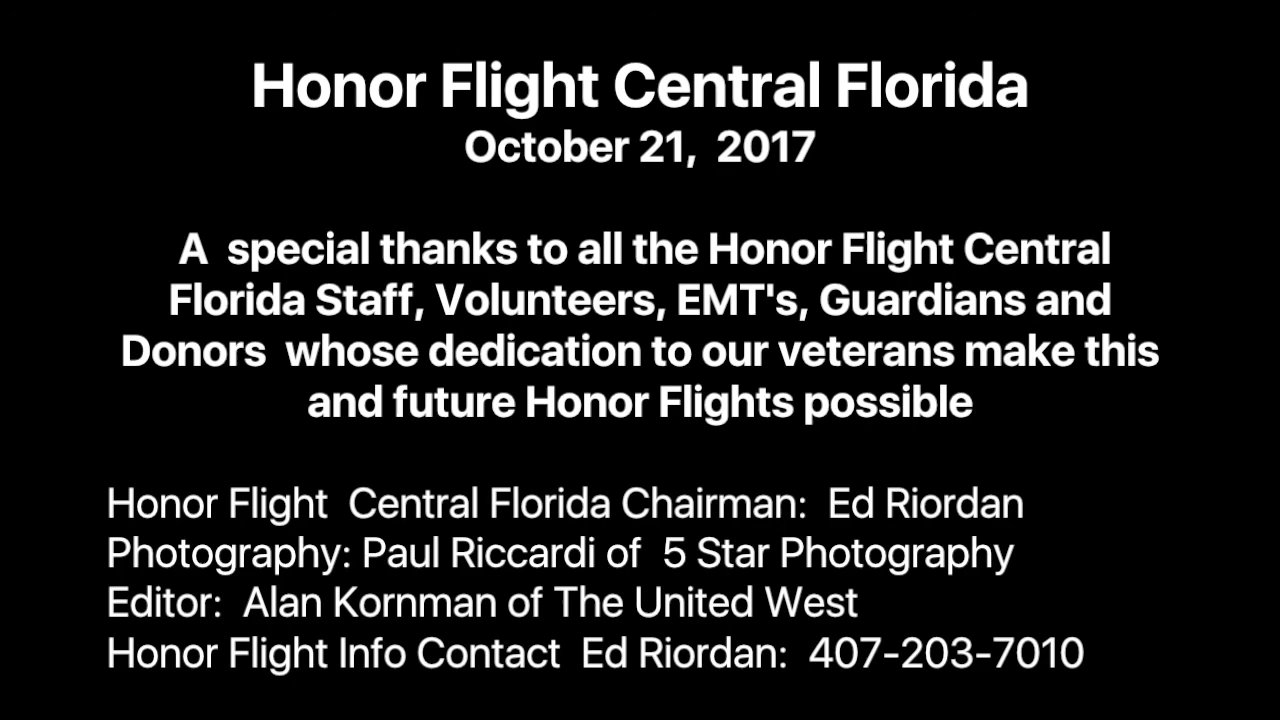 Honor Flight Central Florida
October 21,  2017
A  special thanks to all the Honor Flight Central
Florida Staff, Volunteers, EMT's, Guardians and
Donors  whose dedication to our veterans make this
and future Honor Flights possible
Honor Flight  Central Florida Chairman:  Ed Riordan
Photography: Paul Riccardi of  5 Star Photography
Editor:  Alan Kornman of The United West
Honor Flight Info Contact  Ed Riordan:  407-203-7010